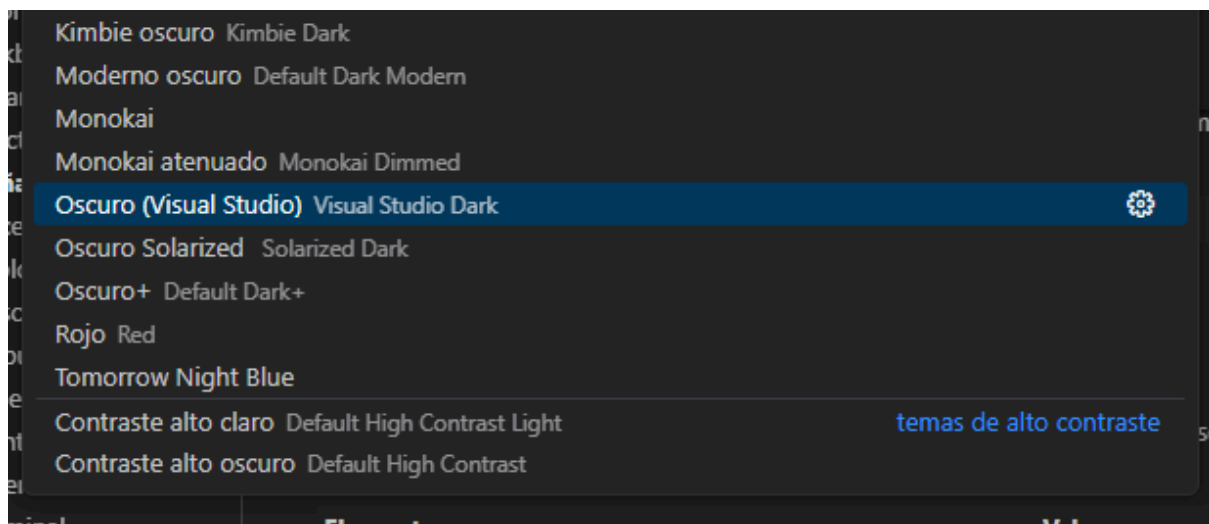 Kimbie oscuro Kimbie Dark
Moderno oscuro Default Dark Modern
Monokai
Monokai atenuado Monokai Dimmed
Oscuro (Visual Studio) Visual Studio Dark
Oscuro Solarized Solarized Dark
Oscuro+ Default Dark+
Rojo Red
Tomorrow Night Blue
Contraste alto claro Default High Contrast Light temas de alto contraste
Contraste alto oscuro Default High Contrast